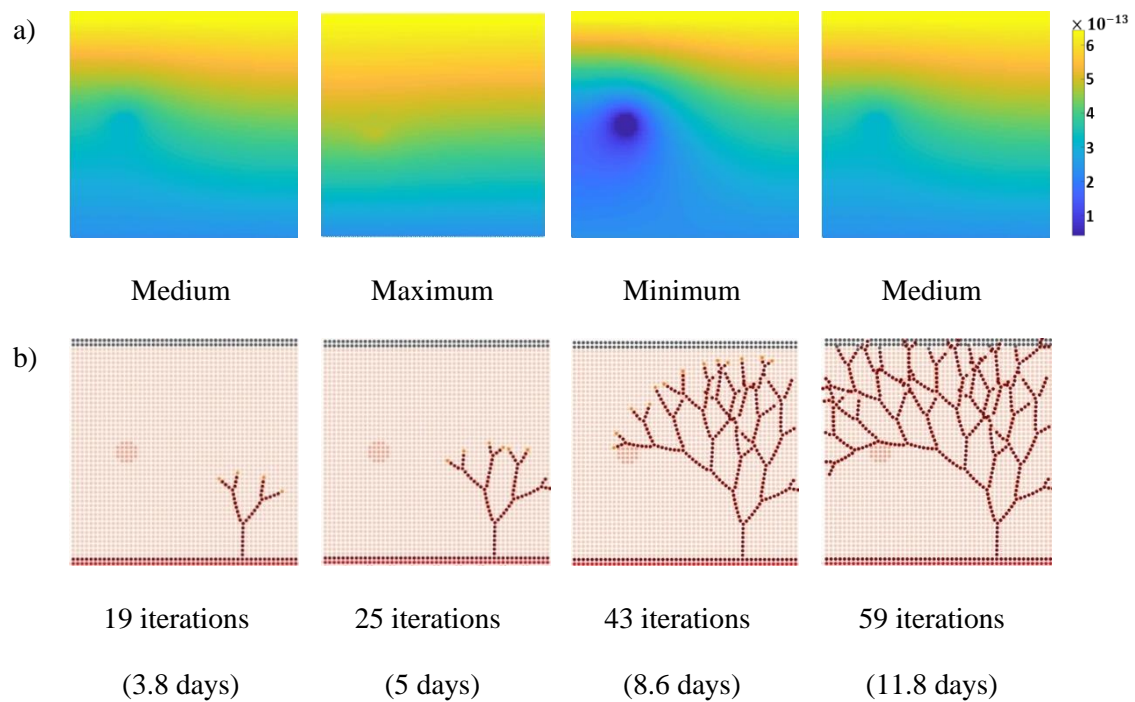 a)
× 10⁻¹³
6
5
4
3
2
1
Medium Maximum Minimum Medium
b)
19 iterations 25 iterations 43 iterations 59 iterations
(3.8 days) (5 days) (8.6 days) (11.8 days)